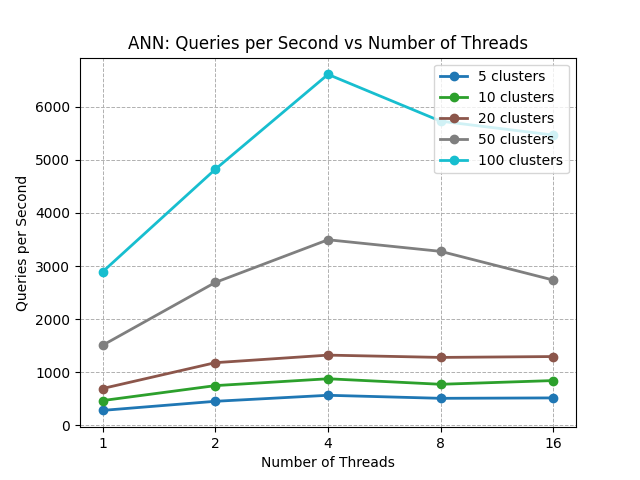 ANN: Queries per Second vs Number of Threads
Queries per Second
6000
5000
4000
3000
2000
1000
0
5 clusters
10 clusters
20 clusters
50 clusters
100 clusters
1
2
4
8
16
Number of Threads